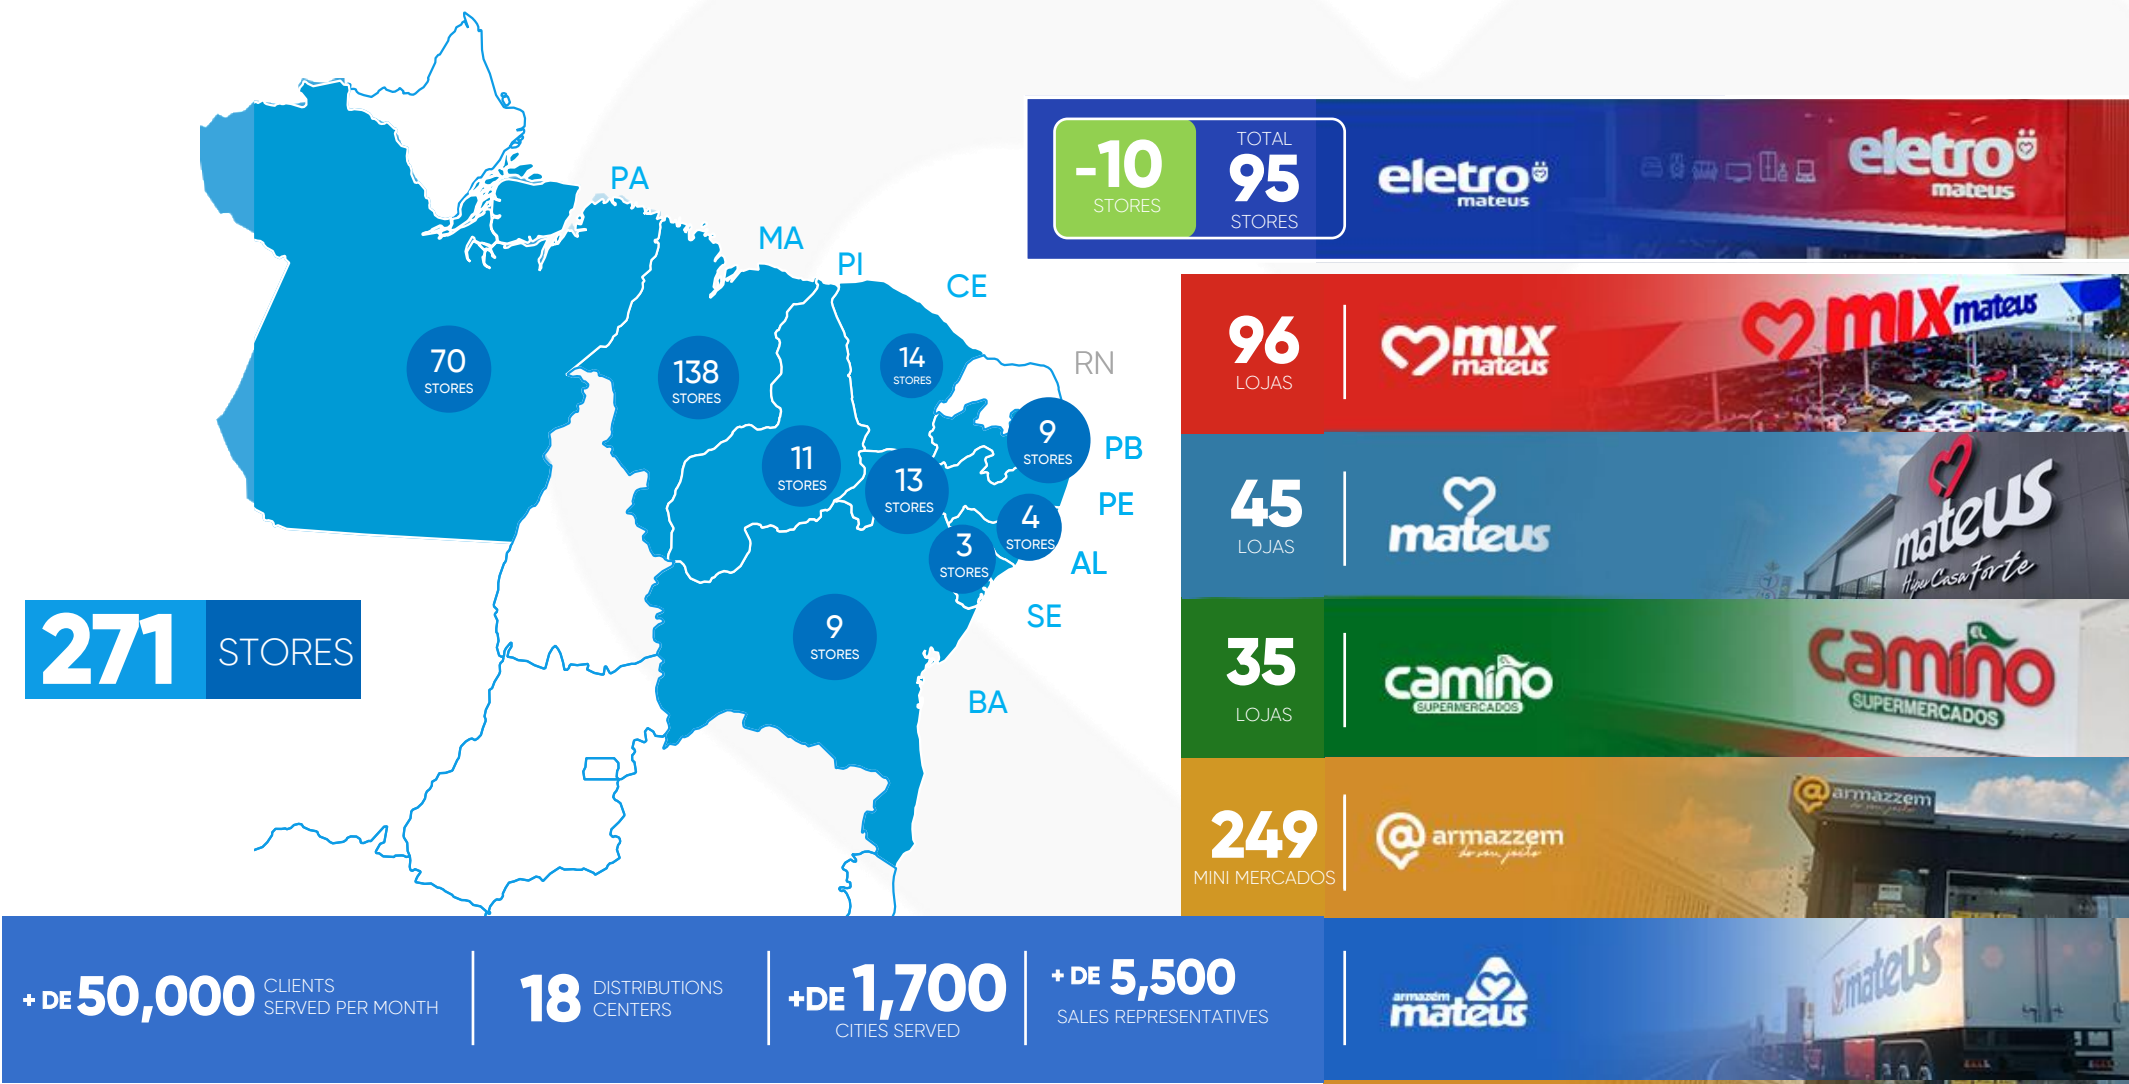 PA
MA
PI
CE
RN
PB
PE
AL
SE
BA
70
STORES
138
STORES
14
STORES
11
STORES
13
STORES
9
STORES
4
STORES
3
STORES
9
STORES
271 STORES
-10
STORES
TOTAL
95
STORES
eletro
mateus
eletro
mateus
96
LOJAS
mix
mateus
mix mateus
45
LOJAS
mateus
mateus
Hiper Casa Forte
35
LOJAS
camiño
SUPERMERCADOS
EL
camiño
SUPERMERCADOS
249
MINI MERCADOS
@ armazzem
do seu jeito
@ armazzem
+ DE 50,000 CLIENTS
SERVED PER MONTH
18 DISTRIBUTIONS
CENTERS
+DE 1,700
CITIES SERVED
+ DE 5,500
SALES REPRESENTATIVES
armazém
mateus
mateus